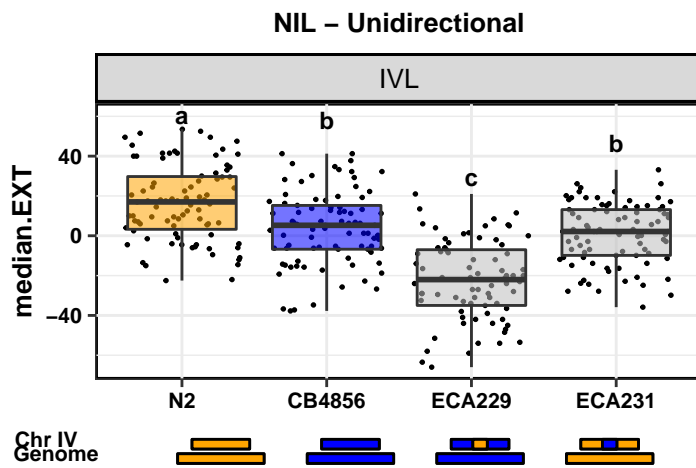 NIL – Unidirectional
IVL
a
b
c
b
median.EXT
40
0
−40
N2 CB4856 ECA229 ECA231
Chr IV
Genome